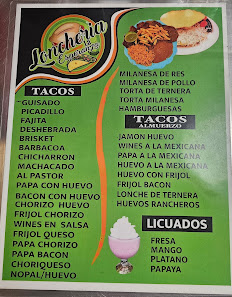 Lonchería
Esmeralda
TACOS
GUISADO
PICADILLO
FAJITA
DESHEBRADA
BRISKET
BARBACOA
CHICHARRON
MACHACADO
AL PASTOR
PAPA CON HUEVO
BACON CON HUEVO
CHORIZO HUEVO
FRIJOL CHORIZO
WINES EN SALSA
FRIJOL QUESO
PAPA CHORIZO
PAPA BACON
CHORIQUESO
NOPAL/HUEVO
MILANESA DE RES
MILANESA DE POLLO
TORTA DE TERNERA
TORTA MILANESA
HAMBURGUESAS
TACOS
ALMUERZO
JAMON HUEVO
WINES A LA MEXICANA
PAPA A LA MEXICANA
HUEVO A LA MEXICANA
HUEVO CON FRIJOL
FRIJOL BACON
LONCHE DE TERNERA
HUEVOS RANCHEROS
LICUADOS
FRESA
MANGO
PLATANO
PAPAYA